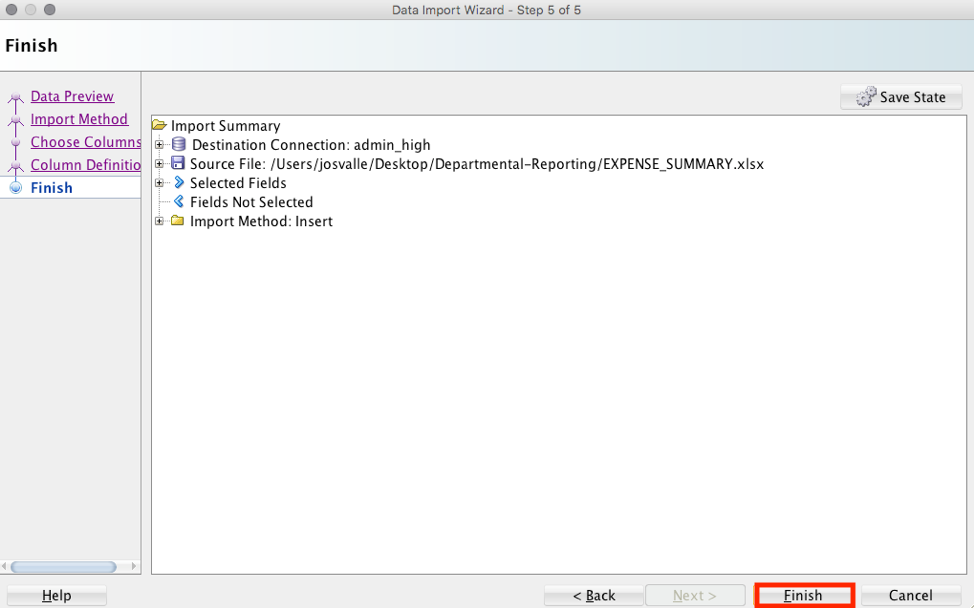 Data Import Wizard - Step 5 of 5
Finish
Data Preview
Import Method
Choose Columns
Column Definitio
Finish
Save State
Import Summary
Destination Connection: admin_high
Source File: /Users/josvalle/Desktop/Departmental-Reporting/EXPENSE_SUMMARY.xlsx
Selected Fields
Fields Not Selected
Import Method: Insert
Help
< Back
Next >
Finish
Cancel